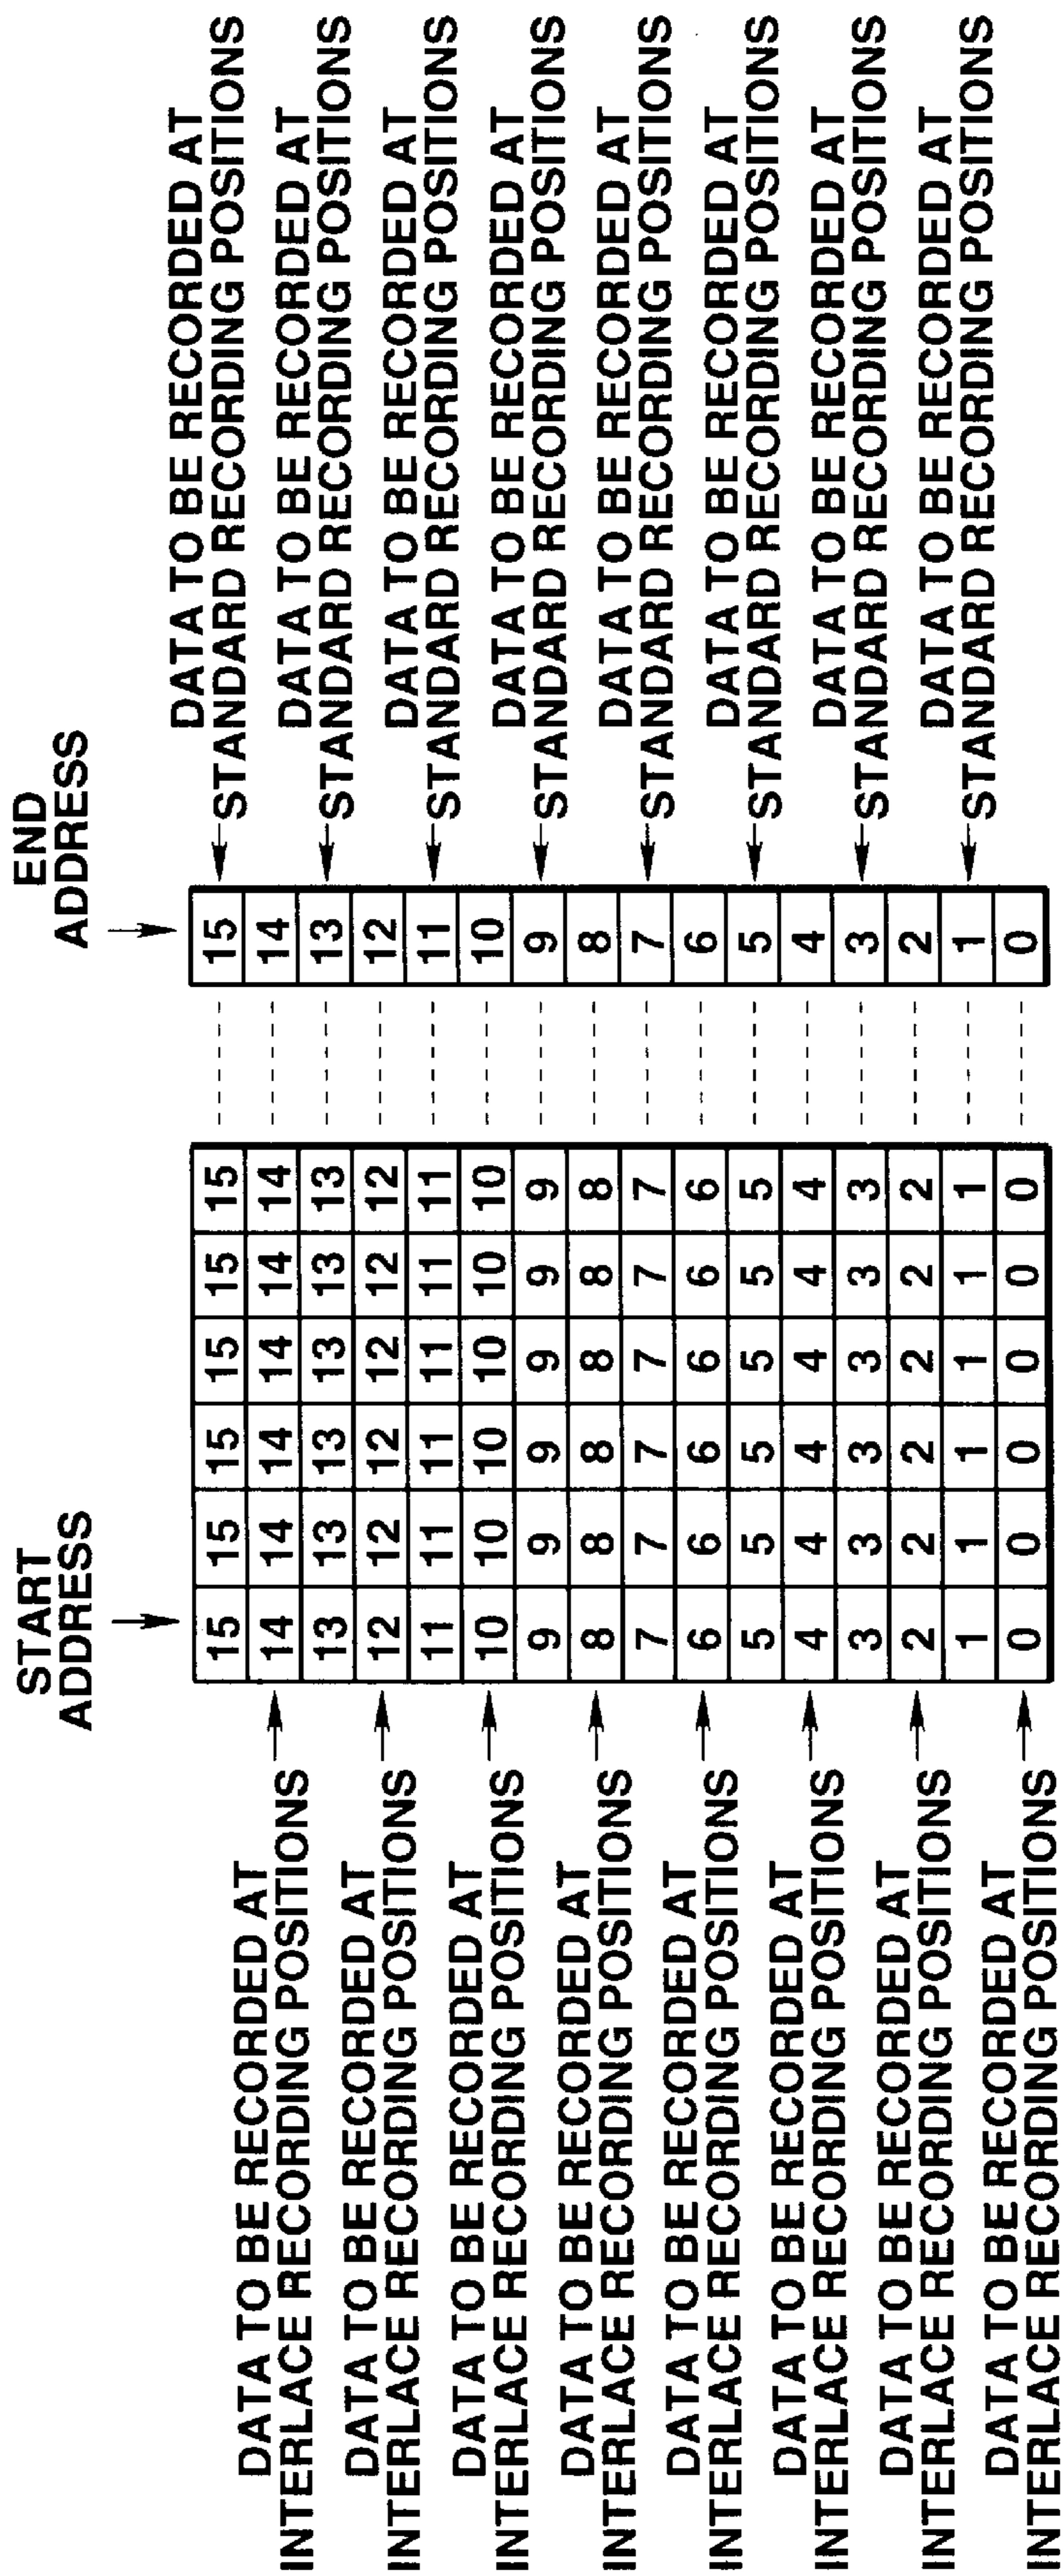 START
ADDRESS
END
ADDRESS
15 15 15 15 15 15 15
DATA TO BE RECORDED AT
STANDARD RECORDING POSITIONS
DATA TO BE RECORDED AT
INTERLACE RECORDING POSITIONS
14 14 14 14 14 14 14
13 13 13 13 13 13 13
DATA TO BE RECORDED AT
STANDARD RECORDING POSITIONS
DATA TO BE RECORDED AT
INTERLACE RECORDING POSITIONS
12 12 12 12 12 12 12
11 11 11 11 11 11 11
DATA TO BE RECORDED AT
STANDARD RECORDING POSITIONS
DATA TO BE RECORDED AT
INTERLACE RECORDING POSITIONS
10 10 10 10 10 10 10
9 9 9 9 9 9 9
DATA TO BE RECORDED AT
STANDARD RECORDING POSITIONS
DATA TO BE RECORDED AT
INTERLACE RECORDING POSITIONS
8 8 8 8 8 8 8
7 7 7 7 7 7 7
DATA TO BE RECORDED AT
STANDARD RECORDING POSITIONS
DATA TO BE RECORDED AT
INTERLACE RECORDING POSITIONS
6 6 6 6 6 6 6
5 5 5 5 5 5 5
DATA TO BE RECORDED AT
STANDARD RECORDING POSITIONS
DATA TO BE RECORDED AT
INTERLACE RECORDING POSITIONS
4 4 4 4 4 4 4
3 3 3 3 3 3 3
DATA TO BE RECORDED AT
STANDARD RECORDING POSITIONS
DATA TO BE RECORDED AT
INTERLACE RECORDING POSITIONS
2 2 2 2 2 2 2
1 1 1 1 1 1 1
DATA TO BE RECORDED AT
STANDARD RECORDING POSITIONS
DATA TO BE RECORDED AT
INTERLACE RECORDING POSITIONS
0 0 0 0 0 0 0